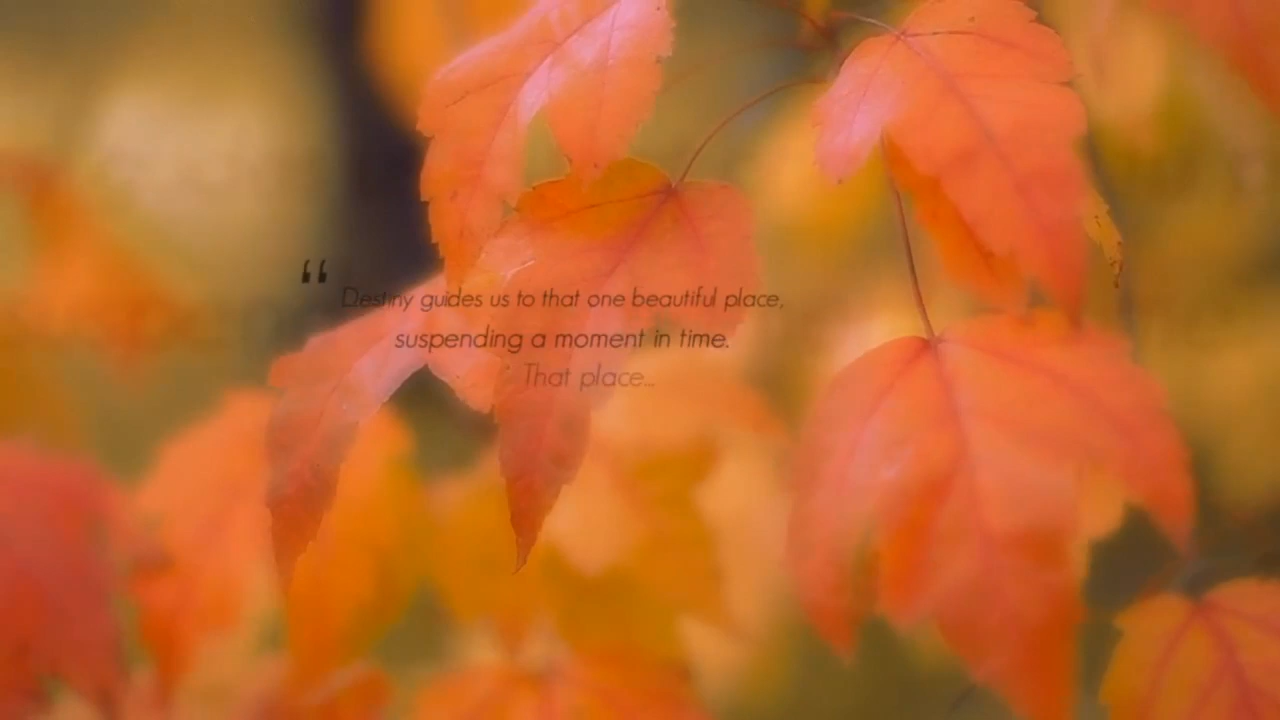 “ Destiny guides us to that one beautiful place,
suspending a moment in time.
That place...